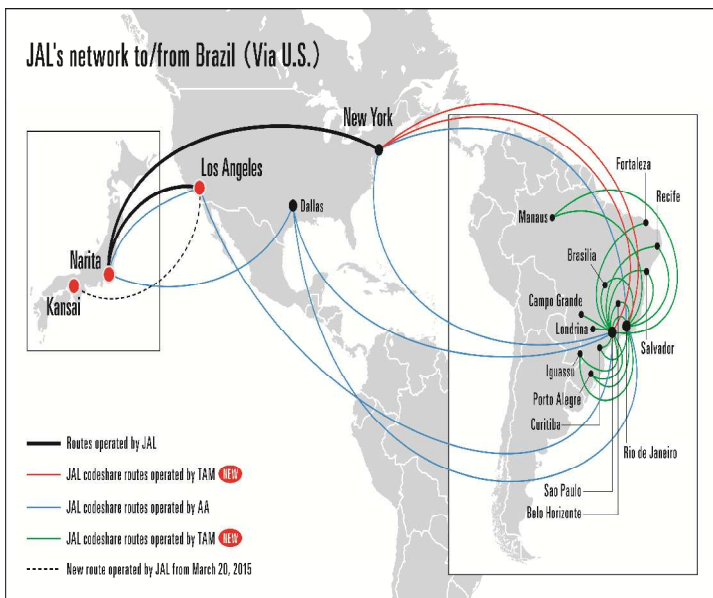 JAL's network to/from Brazil (Via U.S.)
New York
Los Angeles
Dallas
Narita
Kansai
Fortaleza
Recife
Manaus
Brasilia
Campo Grande
Londrina
Salvador
Iguassu
Porto Alegre
Curitiba
Rio de Janeiro
Sao Paulo
Belo Horizonte
Routes operated by JAL
JAL codeshare routes operated by TAM NEW
JAL codeshare routes operated by AA
JAL codeshare routes operated by TAM NEW
New route operated by JAL from March 20, 2015